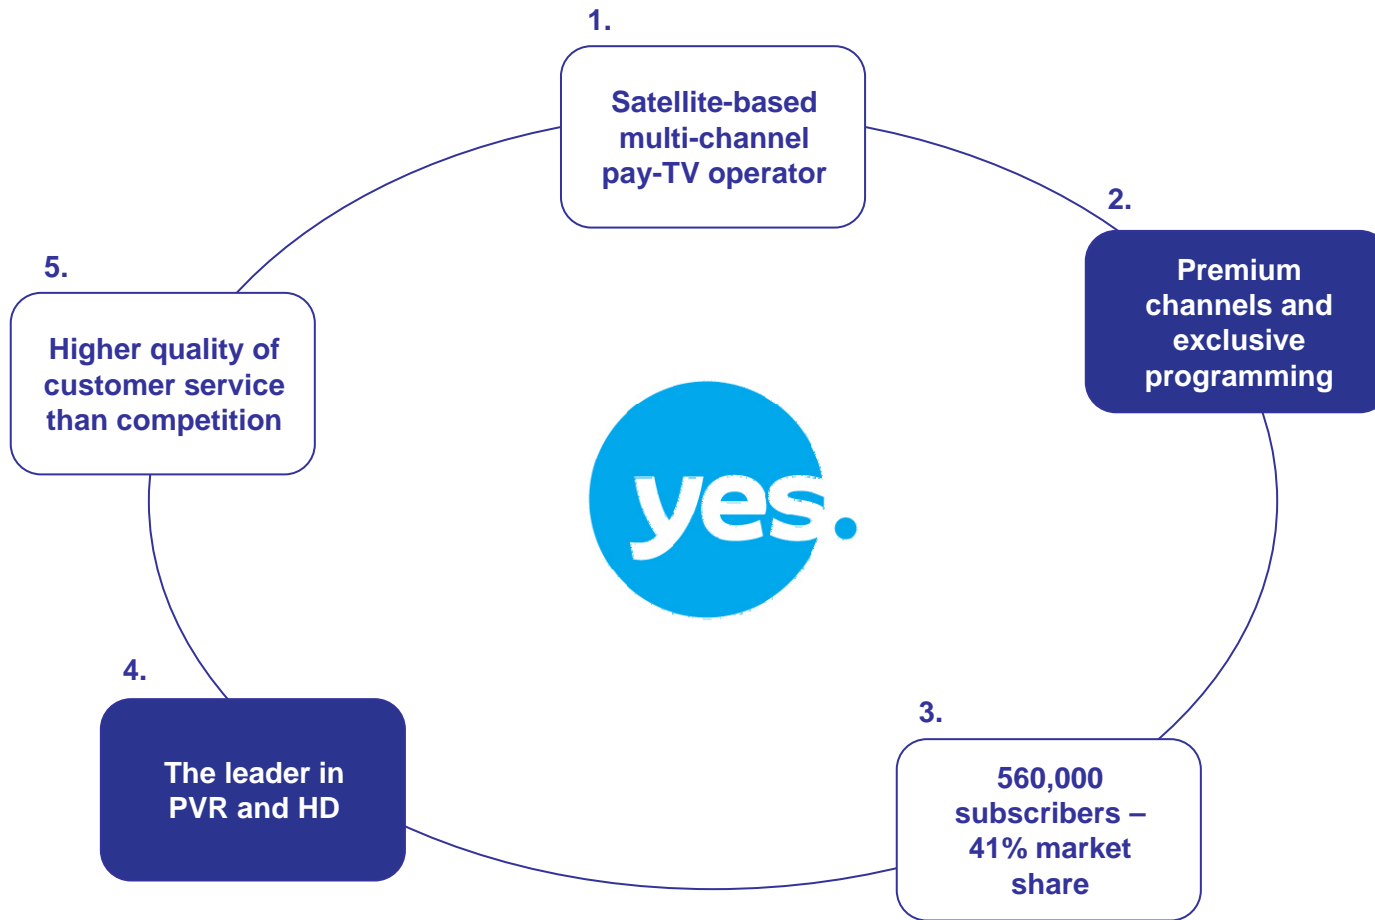 1.
Satellite-based
multi-channel
pay-TV operator
2.
Premium
channels and
exclusive
programming
3.
560,000
subscribers –
41% market
share
4.
The leader in
PVR and HD
5.
Higher quality of
customer service
than competition
yes.